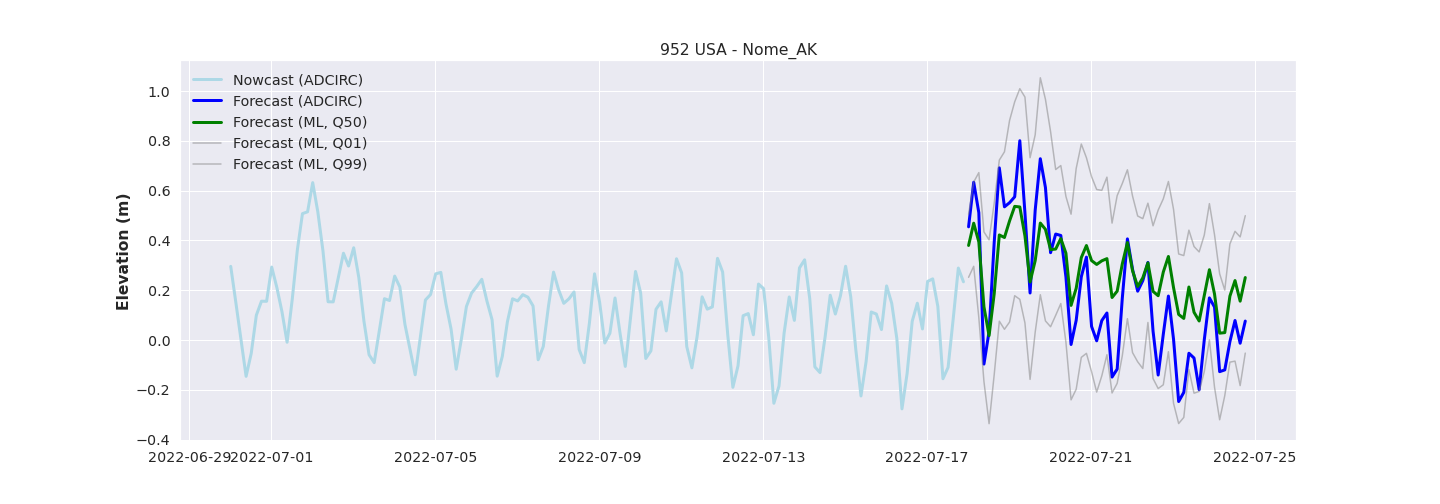 952 USA - Nome_AK
Nowcast (ADCIRC)
Forecast (ADCIRC)
Forecast (ML, Q50)
Forecast (ML, Q01)
Forecast (ML, Q99)
Elevation (m)
1.0
0.8
0.6
0.4
0.2
0.0
−0.2
−0.4
2022-06-29 2022-07-01 2022-07-05 2022-07-09 2022-07-13 2022-07-17 2022-07-21 2022-07-25